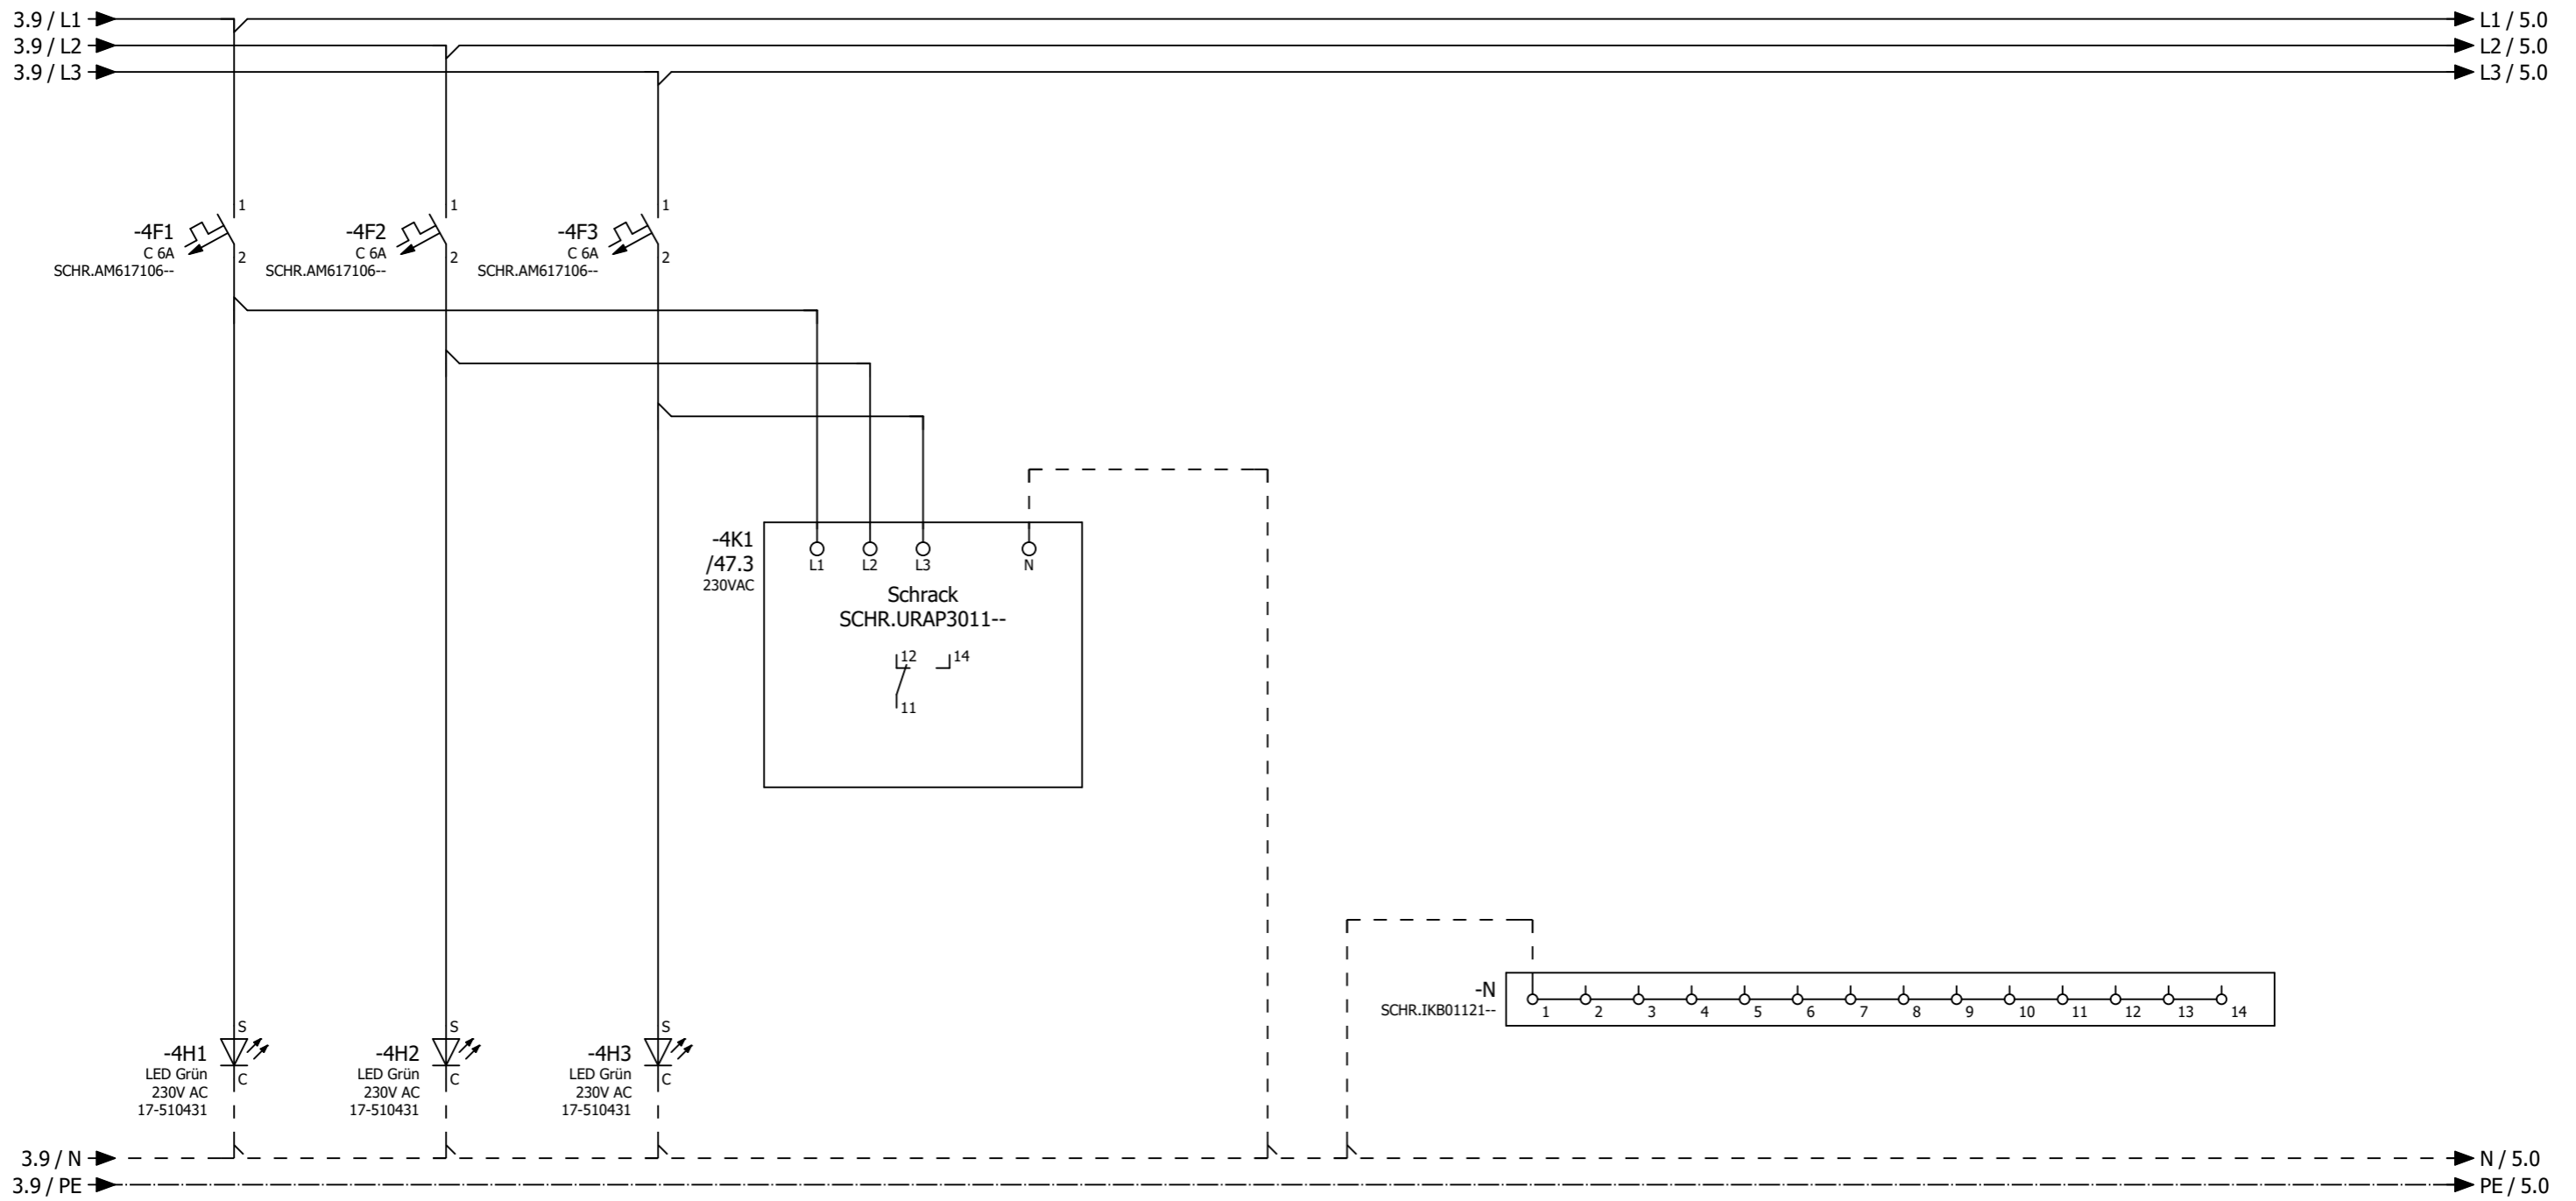 3.9 / L1
L1 / 5.0
3.9 / L2
L2 / 5.0
3.9 / L3
L3 / 5.0
1
-4F1
C 6A
SCHR.AM617106--
2
1
-4F2
C 6A
SCHR.AM617106--
2
1
-4F3
C 6A
SCHR.AM617106--
2
-4K1
/47.3
230VAC
L1
L2
L3
N
Schrack
SCHR.URAP3011--
12
14
11
-N
SCHR.IKB01121--
1
2
3
4
5
6
7
8
9
10
11
12
13
14
S
-4H1
LED Grün
230V AC
17-510431
C
S
-4H2
LED Grün
230V AC
17-510431
C
S
-4H3
LED Grün
230V AC
17-510431
C
3.9 / N
N / 5.0
3.9 / PE
PE / 5.0